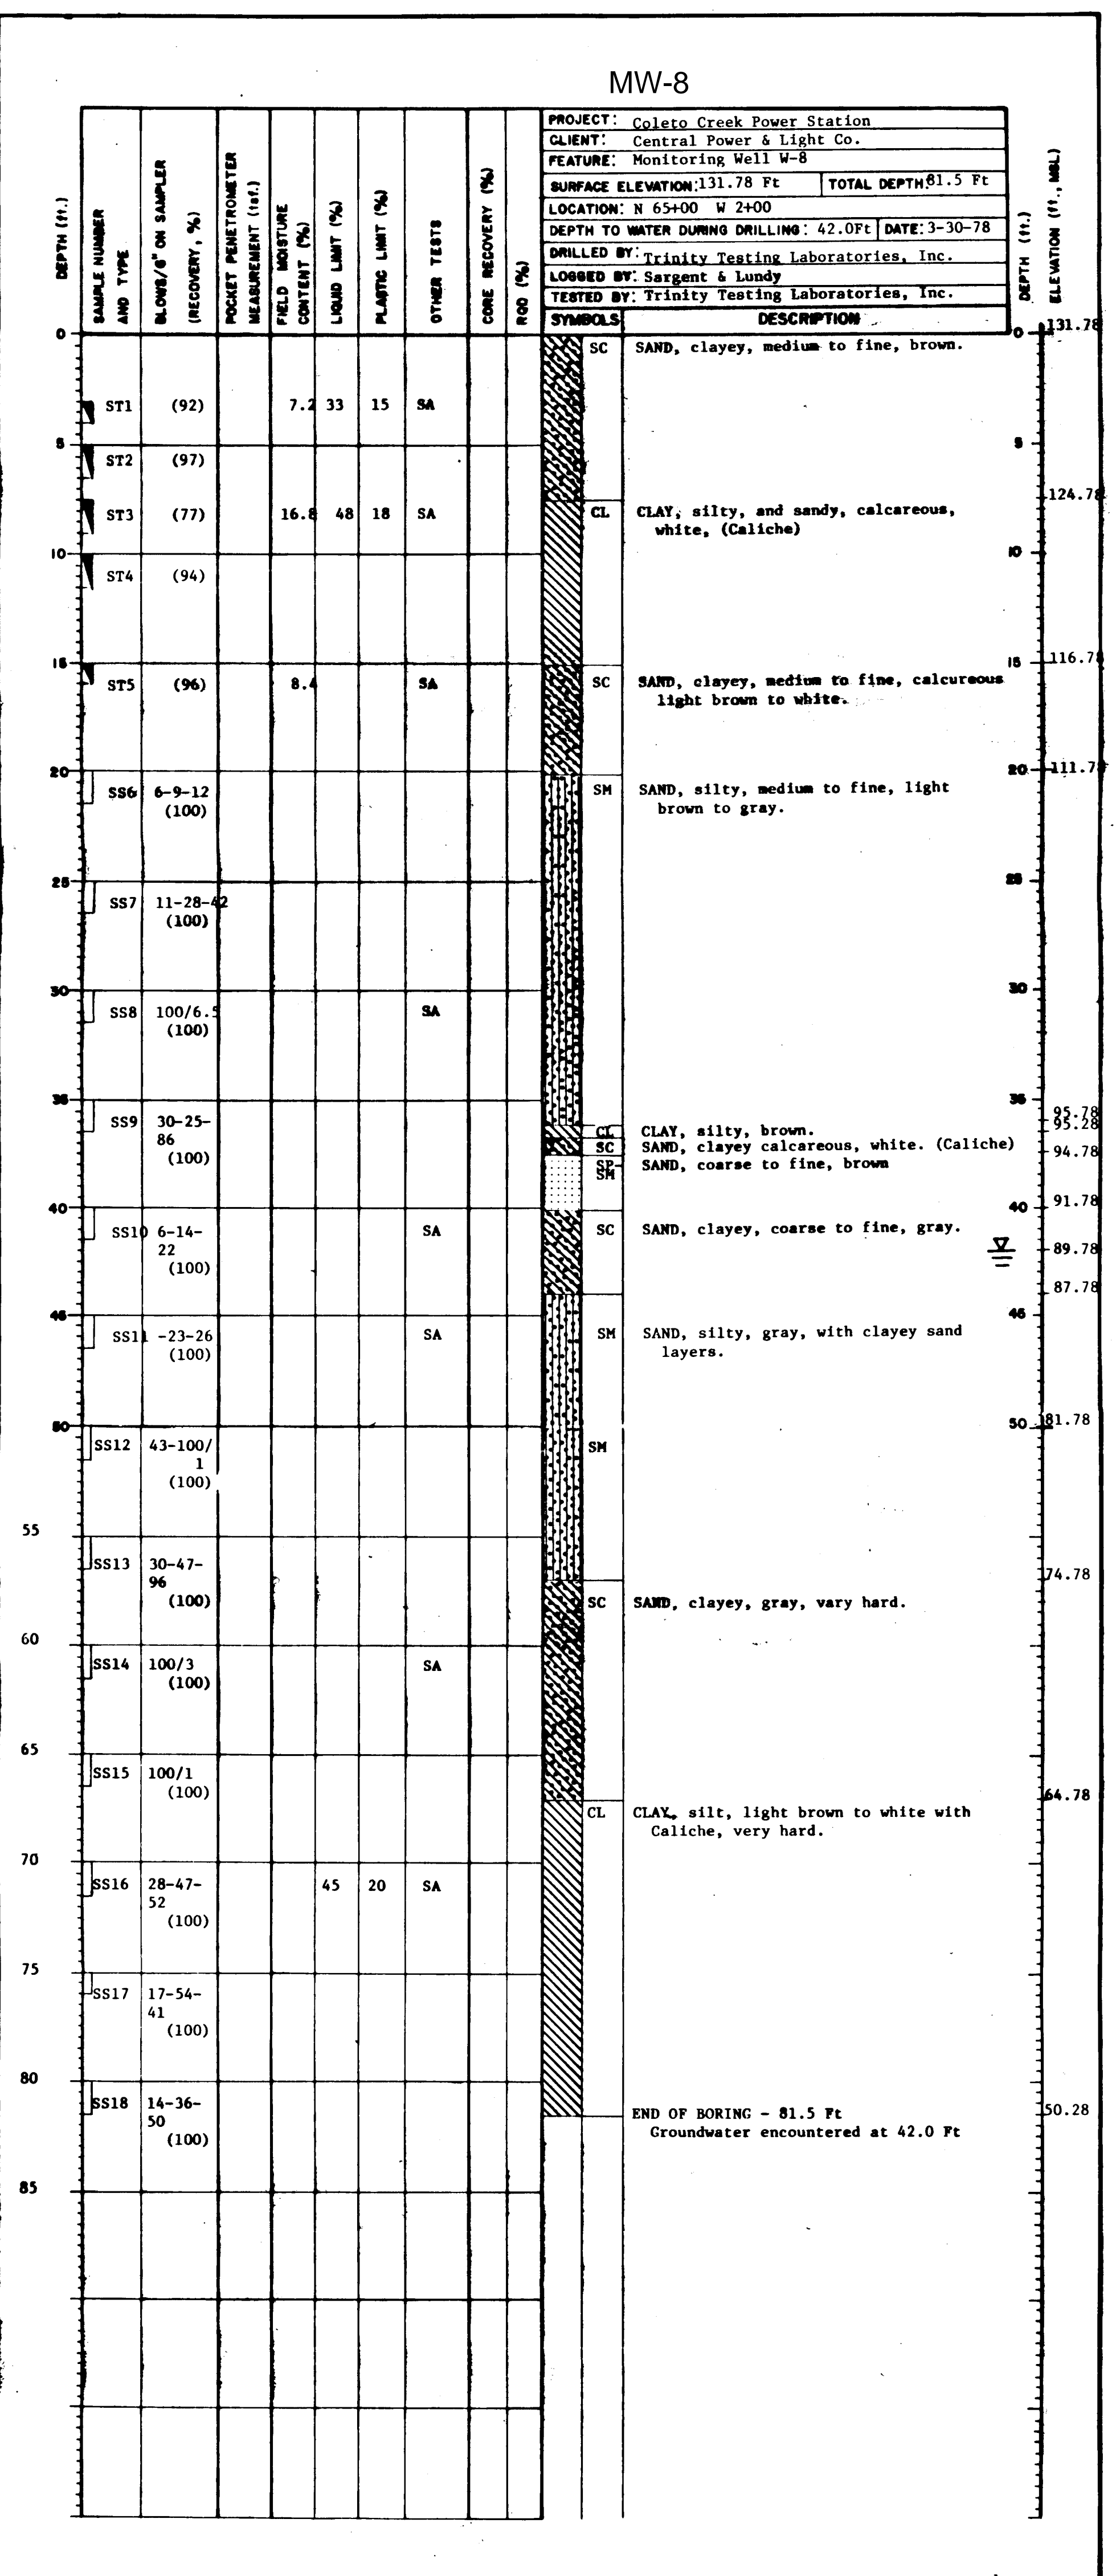 MW-8
PROJECT: Coleto Creek Power Station
CLIENT: Central Power & Light Co.
FEATURE: Monitoring Well W-8
SURFACE ELEVATION: 131.78 Ft TOTAL DEPTH: 81.5 Ft
LOCATION: N 65+00 W 2+00
DEPTH TO WATER DURING DRILLING: 42.0Ft DATE: 3-30-78
DRILLED BY: Trinity Testing Laboratories, Inc.
LOGGED BY: Sargent & Lundy
TESTED BY: Trinity Testing Laboratories, Inc.
SYMBOLS DESCRIPTION
DEPTH (ft.)
SAMPLE NUMBER
AND TYPE
BLOWS/6" ON SAMPLER
(RECOVERY, %)
POCKET PENETROMETER
MEASUREMENT (tsf.)
FIELD MOISTURE
CONTENT (%)
LIQUID LIMIT (%)
PLASTIC LIMIT (%)
OTHER TESTS
CORE RECOVERY (%)
RQD (%)
DEPTH (ft.)
ELEVATION (ft., MSL)
0 0 131.78
SC SAND, clayey, medium to fine, brown.
ST1 (92) 7.2 33 15 SA
5 5
ST2 (97)
124.78
ST3 (77) 16.8 48 18 SA CL CLAY, silty, and sandy, calcareous,
white, (Caliche)
10 10
ST4 (94)
15 15 116.78
ST5 (96) 8.4 SA SC SAND, clayey, medium to fine, calcureous
light brown to white.
20 20 111.78
SS6 6-9-12 SM SAND, silty, medium to fine, light
(100) brown to gray.
25 25
SS7 11-28-42
(100)
30 30
SS8 100/6.5 SA
(100)
35 35
95.78
SS9 30-25- 95.28
86 CL CLAY, silty, brown.
(100) SC SAND, clayey calcareous, white. (Caliche) 94.78
SP- SAND, coarse to fine, brown
SM
40 40 91.78
SS10 6-14- SA SC SAND, clayey, coarse to fine, gray.
22 89.78
(100)
87.78
45 45
SS11 -23-26 SA SM SAND, silty, gray, with clayey sand
(100) layers.
50 50 81.78
SS12 43-100/ SM
1
(100)
55
SS13 30-47- 74.78
96
(100) SC SAND, clayey, gray, vary hard.
60
SS14 100/3 SA
(100)
65
SS15 100/1
(100) 64.78
CL CLAY, silt, light brown to white with
Caliche, very hard.
70
SS16 28-47- 45 20 SA
52
(100)
75
SS17 17-54-
41
(100)
80
SS18 14-36- 50.28
50 END OF BORING - 81.5 Ft
(100) Groundwater encountered at 42.0 Ft
85